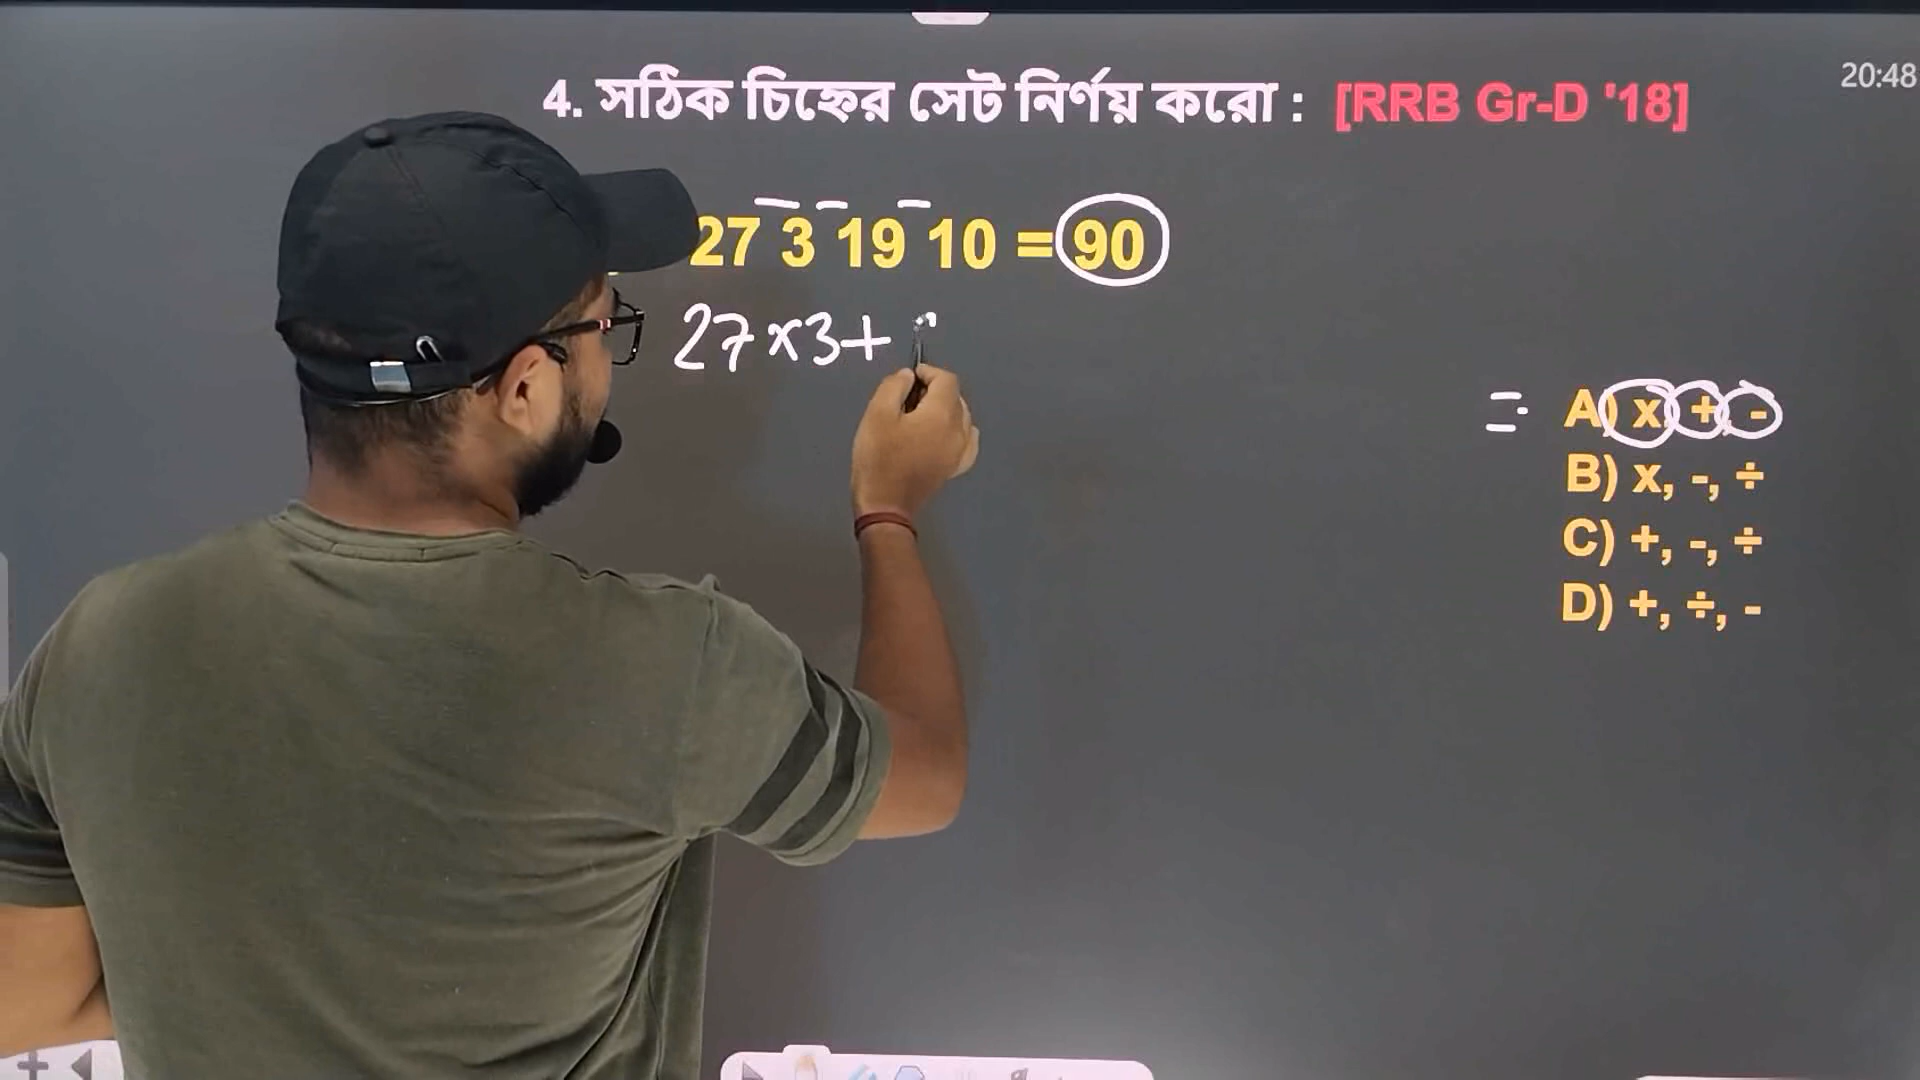 20:48
4. সঠিক চিহ্নের সেট নির্ণয় করো : [RRB Gr-D '18]
27 3 19 10 = 90
27×3+
= A) x, +, -
B) x, -, ÷
C) +, -, ÷
D) +, ÷, -